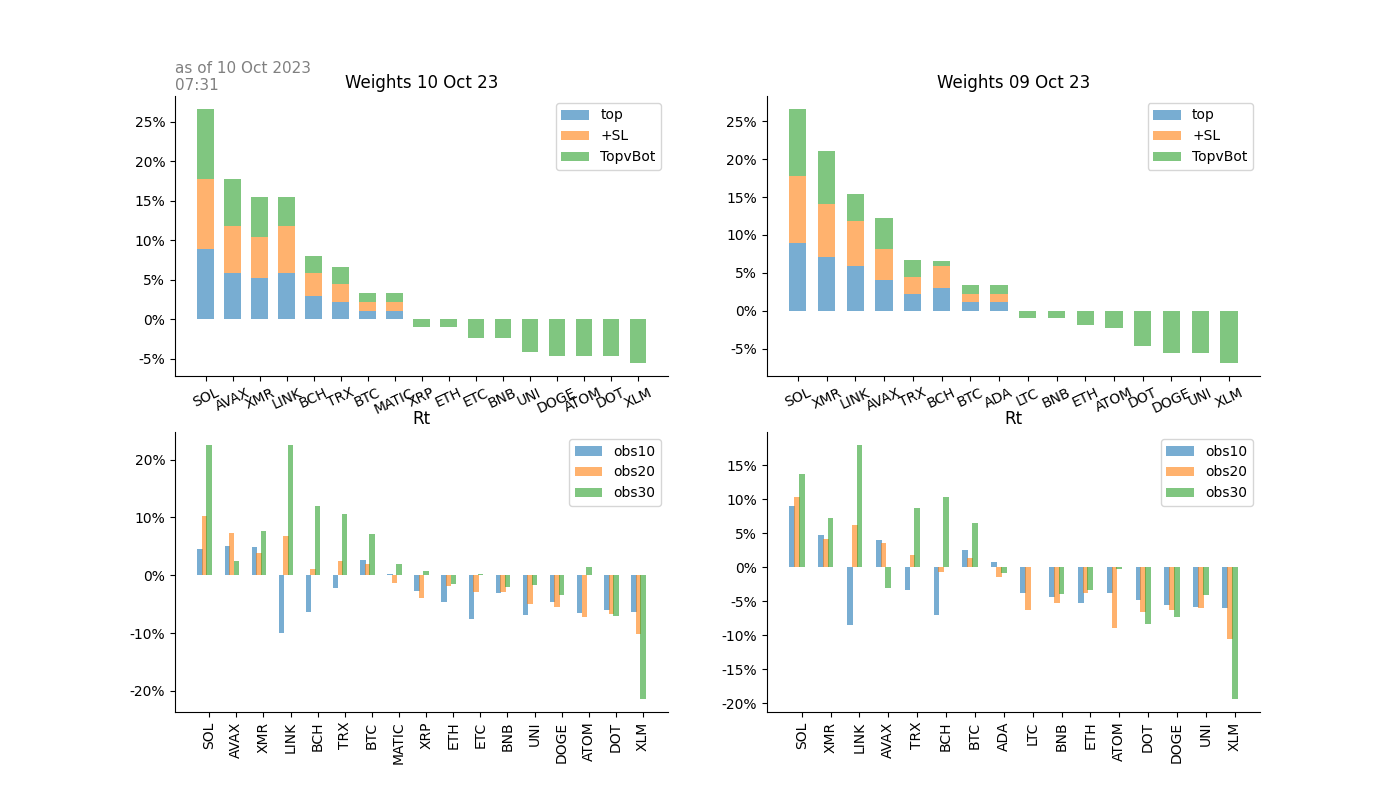 as of 10 Oct 2023
07:31
Weights 10 Oct 23
25%
20%
15%
10%
5%
0%
-5%
top
+SL
TopvBot
SOL AVAX XMR LINK BCH TRX BTC MATIC XRP ETH ETC BNB UNI DOGE ATOM DOT XLM
Weights 09 Oct 23
25%
20%
15%
10%
5%
0%
-5%
top
+SL
TopvBot
SOL XMR LINK AVAX TRX BCH BTC ADA LTC BNB ETH ATOM DOT DOGE UNI XLM
Rt
20%
10%
0%
-10%
-20%
obs10
obs20
obs30
SOL AVAX XMR LINK BCH TRX BTC MATIC XRP ETH ETC BNB UNI DOGE ATOM DOT XLM
Rt
15%
10%
5%
0%
-5%
-10%
-15%
-20%
obs10
obs20
obs30
SOL XMR LINK AVAX TRX BCH BTC ADA LTC BNB ETH ATOM DOT DOGE UNI XLM